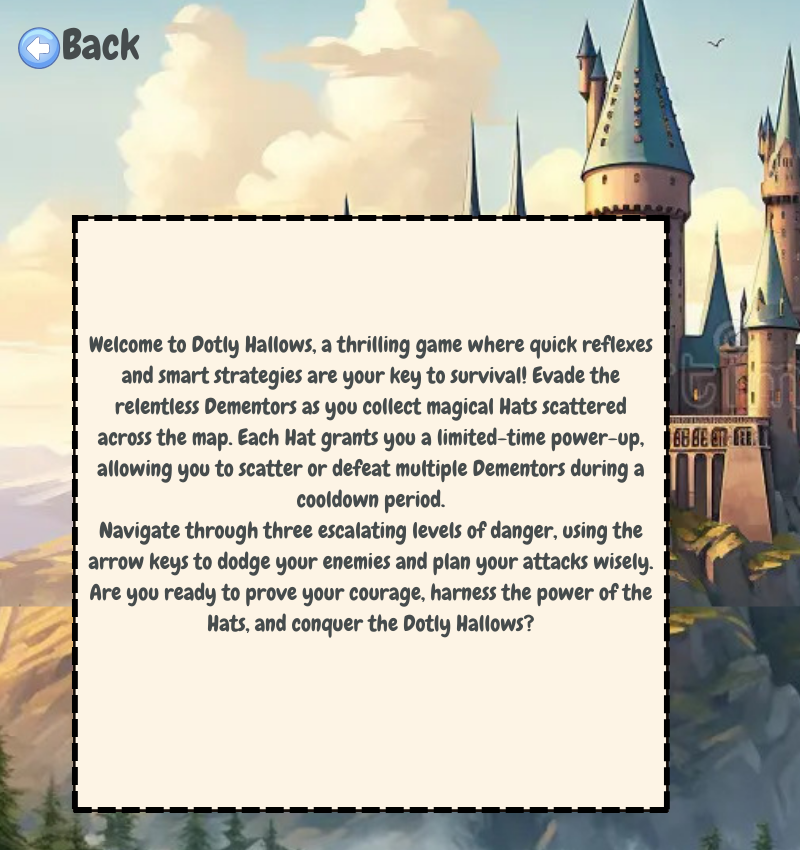 Back
Welcome to Dotly Hallows, a thrilling game where quick reflexes
and smart strategies are your key to survival! Evade the
relentless Dementors as you collect magical Hats scattered
across the map. Each Hat grants you a limited-time power-up,
allowing you to scatter or defeat multiple Dementors during a
cooldown period.
Navigate through three escalating levels of danger, using the
arrow keys to dodge your enemies and plan your attacks wisely.
Are you ready to prove your courage, harness the power of the
Hats, and conquer the Dotly Hallows?